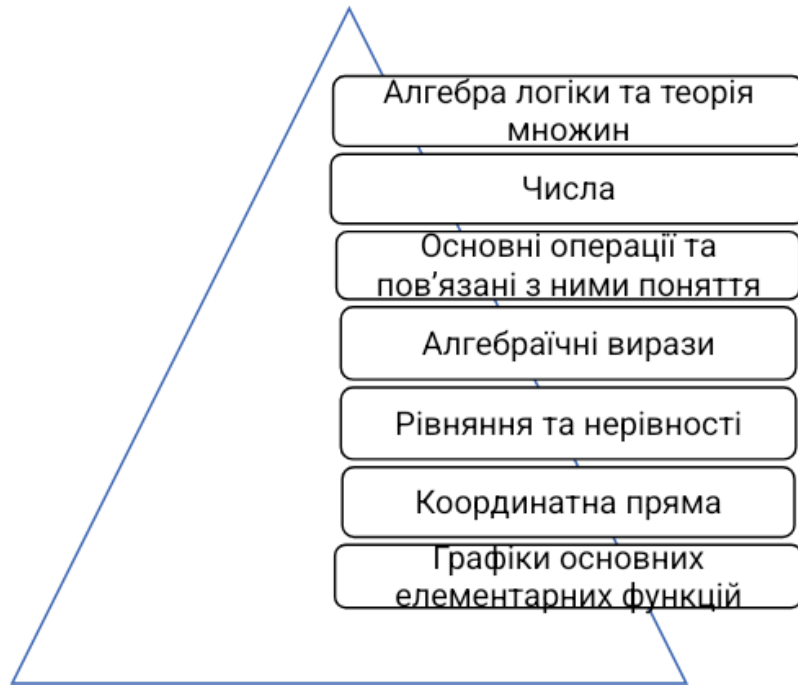 Алгебра логіки та теорія
множин
Числа
Основні операції та
пов’язані з ними поняття
Алгебраїчні вирази
Рівняння та нерівності
Координатна пряма
Графіки основних
елементарних функцій